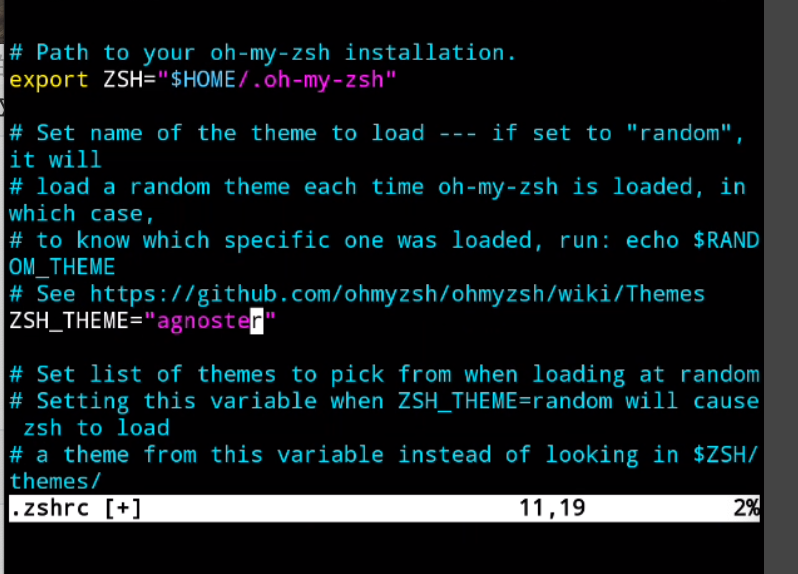 # Path to your oh-my-zsh installation.
export ZSH="$HOME/.oh-my-zsh"
# Set name of the theme to load --- if set to "random",
it will
# load a random theme each time oh-my-zsh is loaded, in
which case,
# to know which specific one was loaded, run: echo $RAND
OM_THEME
# See https://github.com/ohmyzsh/ohmyzsh/wiki/Themes
ZSH_THEME="agnoster"
# Set list of themes to pick from when loading at random
# Setting this variable when ZSH_THEME=random will cause
 zsh to load
# a theme from this variable instead of looking in $ZSH/
themes/
.zshrc [+] 11,19 2%